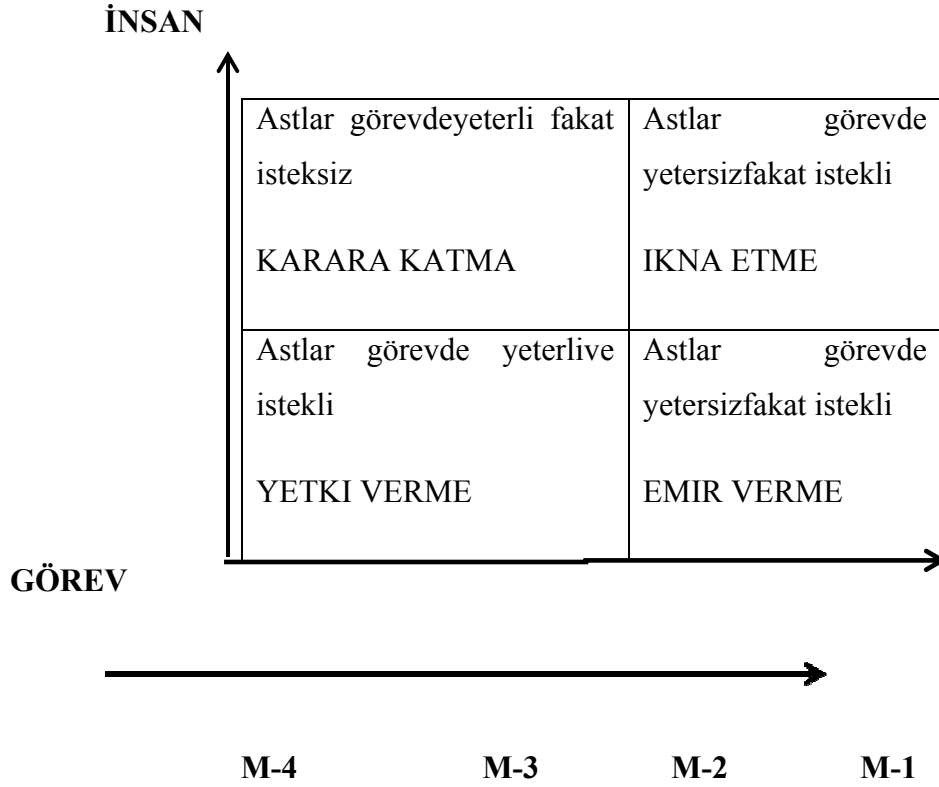 İNSAN
Astlar görevdeyeterli fakat
isteksiz
KARARA KATMA
Astlar görevde
yetersizfakat istekli
IKNA ETME
Astlar görevde yeterlive
istekli
YETKI VERME
Astlar görevde
yetersizfakat istekli
EMIR VERME
GÖREV
M-4 M-3 M-2 M-1